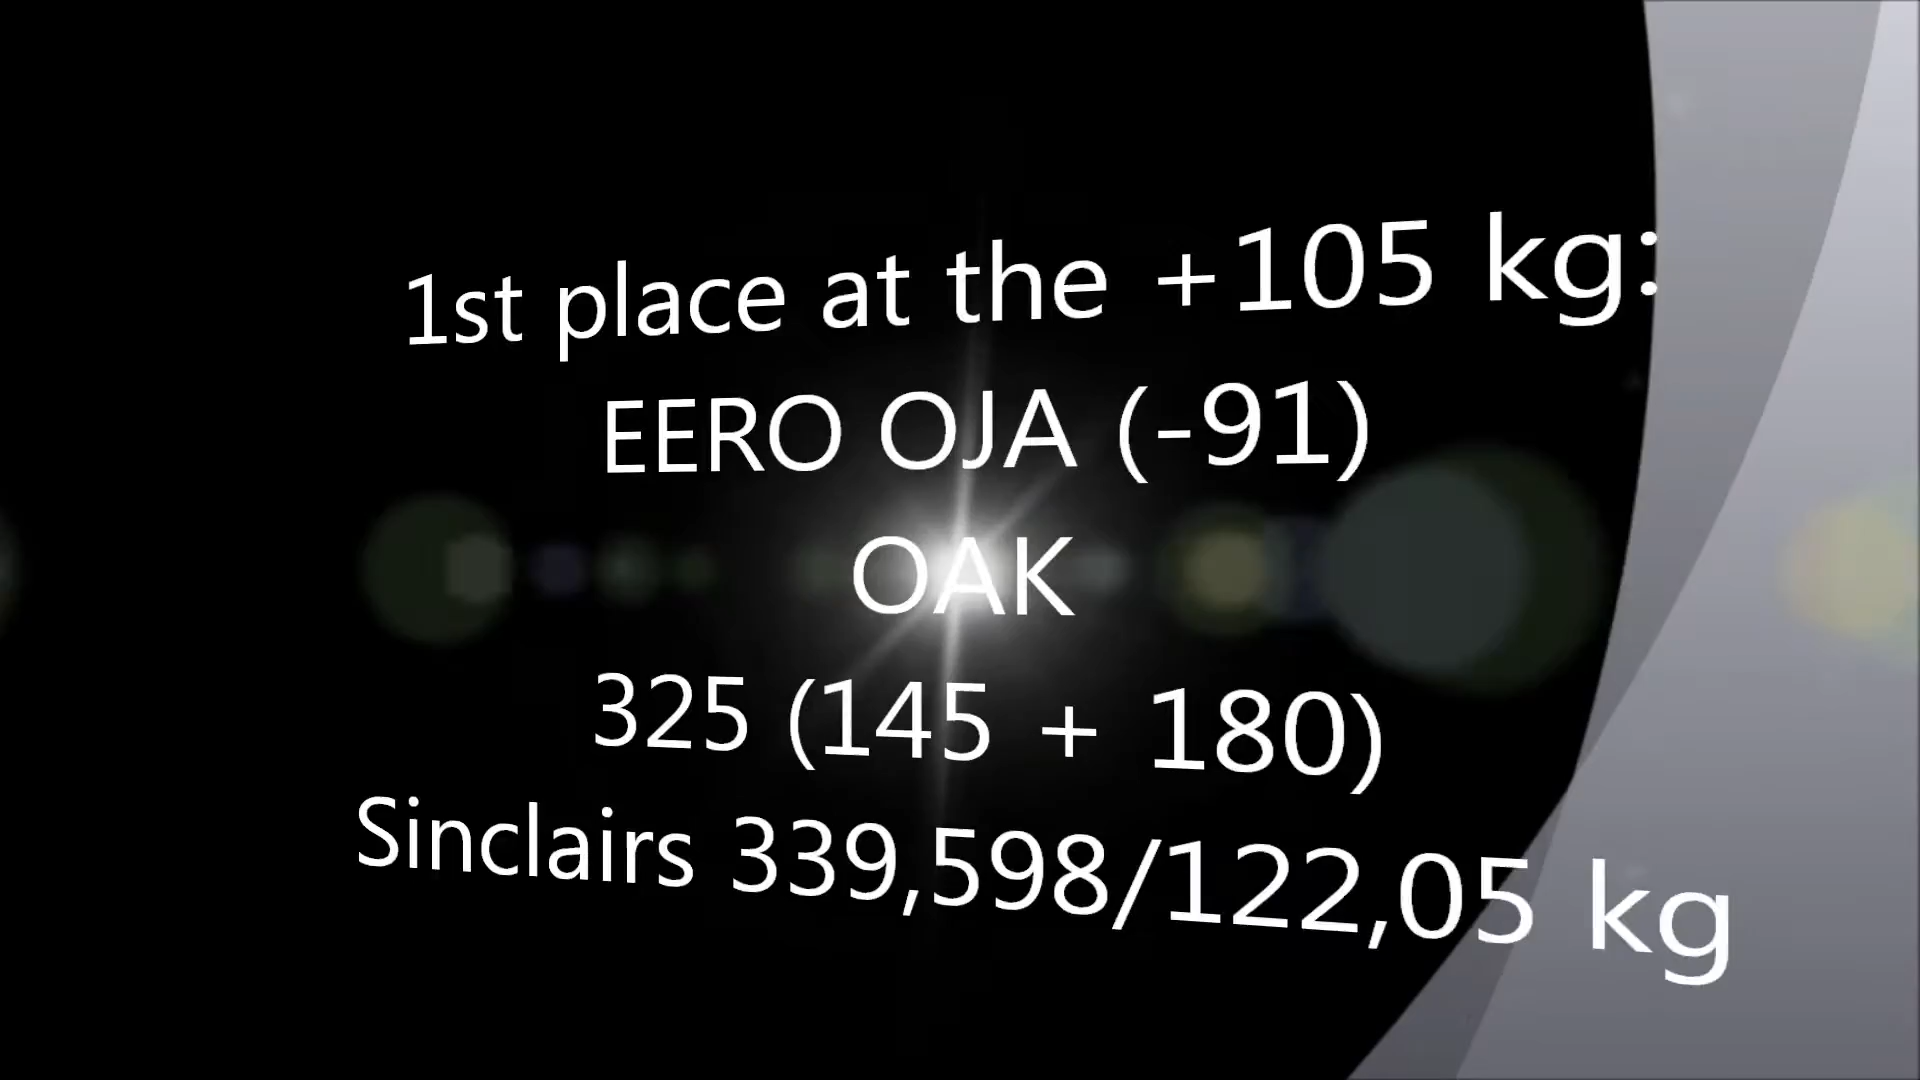 1st place at the +105 kg:
EERO OJA (-91)
OAK
325 (145 + 180)
Sinclairs 339,598/122,05 kg